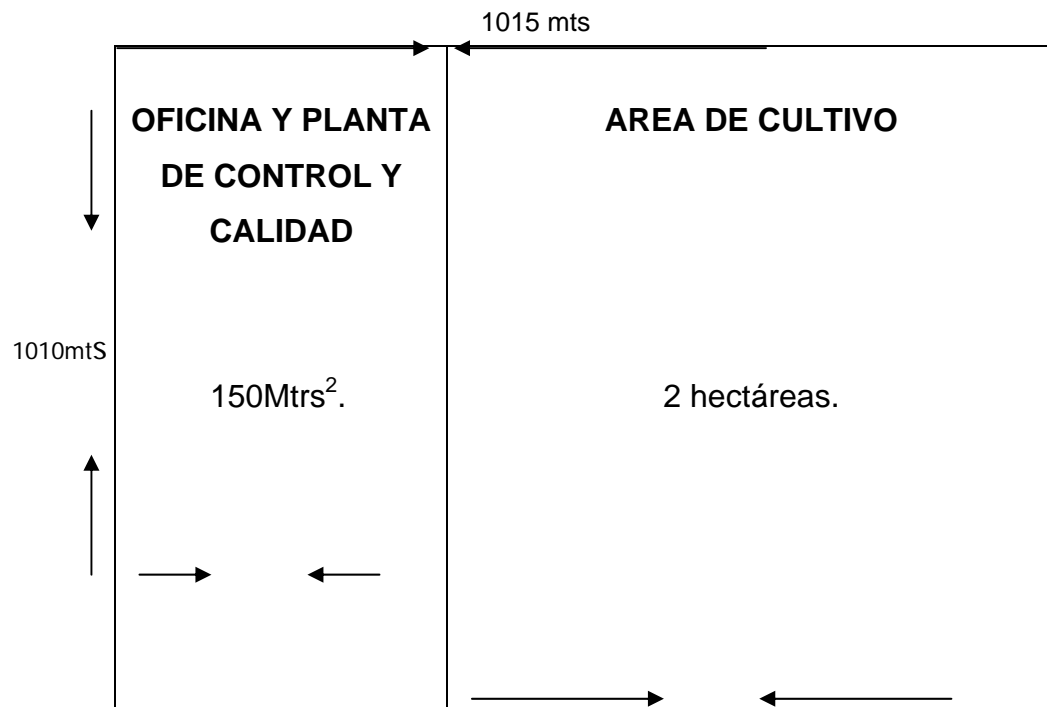 1015 mts
OFICINA Y PLANTA
DE CONTROL Y
CALIDAD
AREA DE CULTIVO
1010mtS
150Mtrs².
2 hectáreas.